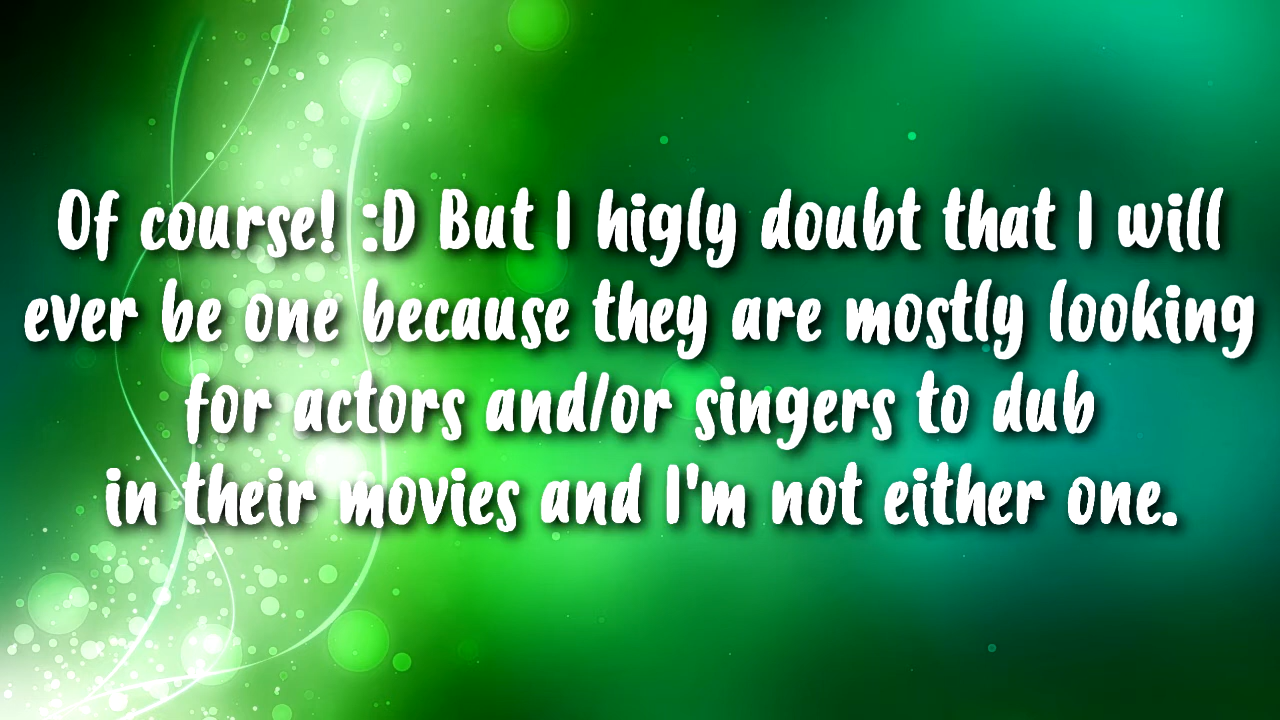 Of course! :D But I higly doubt that I will
ever be one because they are mostly looking
for actors and/or singers to dub
in their movies and I'm not either one.